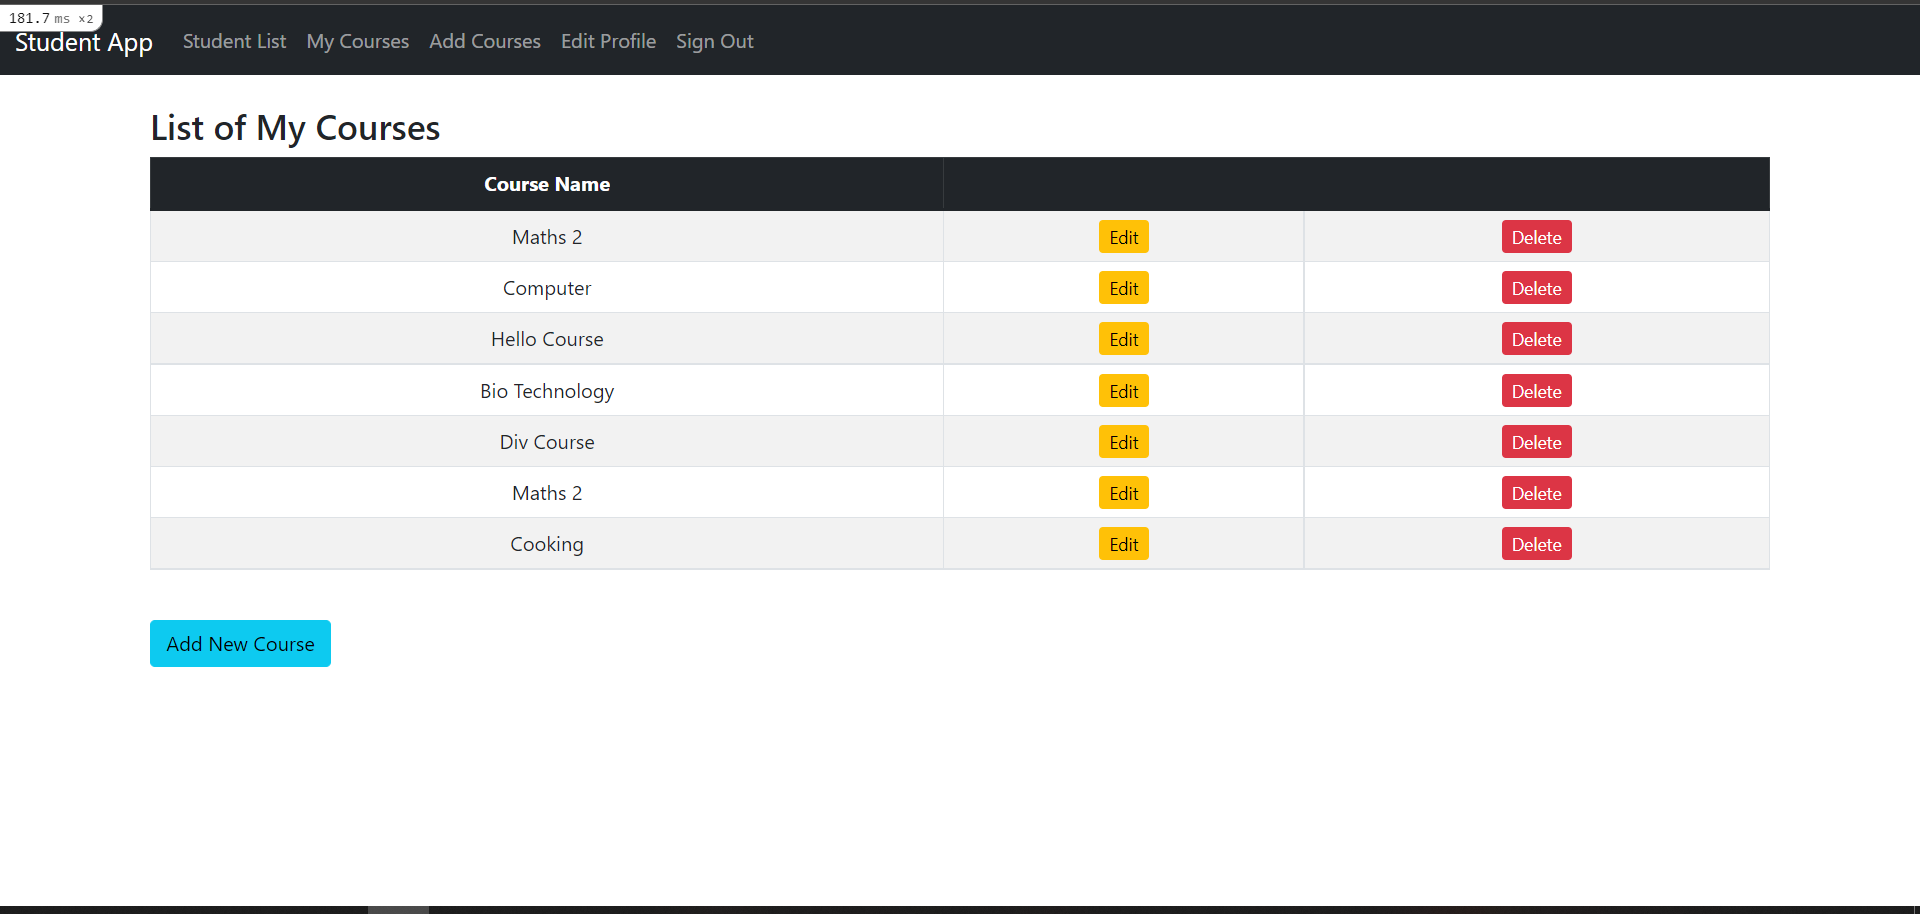 181.7 ms ×2
Student App Student List My Courses Add Courses Edit Profile Sign Out
List of My Courses
Course Name
Maths 2 Edit Delete
Computer Edit Delete
Hello Course Edit Delete
Bio Technology Edit Delete
Div Course Edit Delete
Maths 2 Edit Delete
Cooking Edit Delete
Add New Course